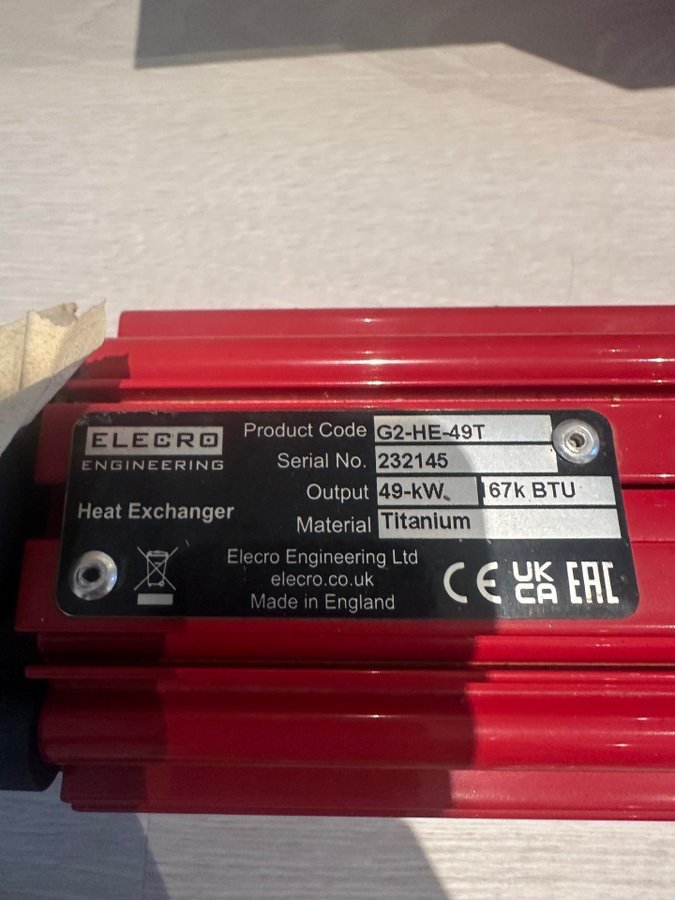 ELECRO
ENGINEERING
Heat Exchanger
Product Code G2-HE-49T
Serial No. 232145
Output 49-kW 167k BTU
Material Titanium
Elecro Engineering Ltd
elecro.co.uk
Made in England
CE UK CA EAC